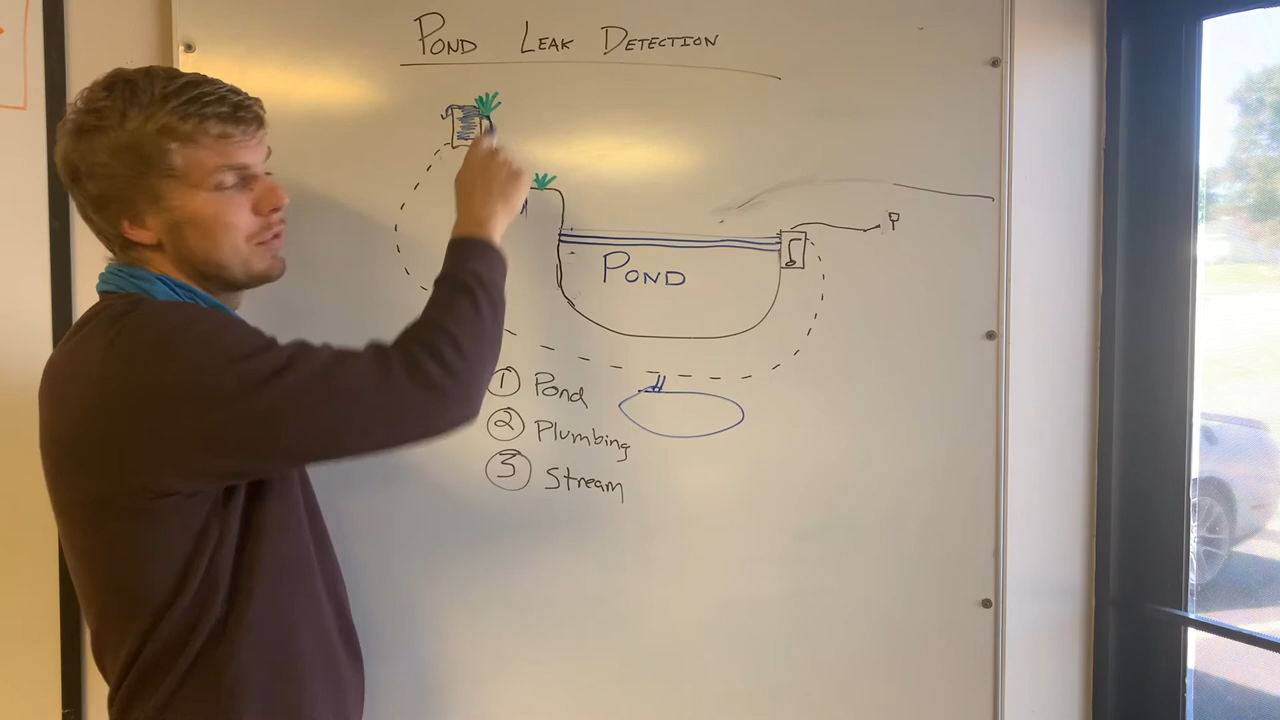 POND LEAK DETECTION
POND
① Pond
② Plumbing
③ Stream